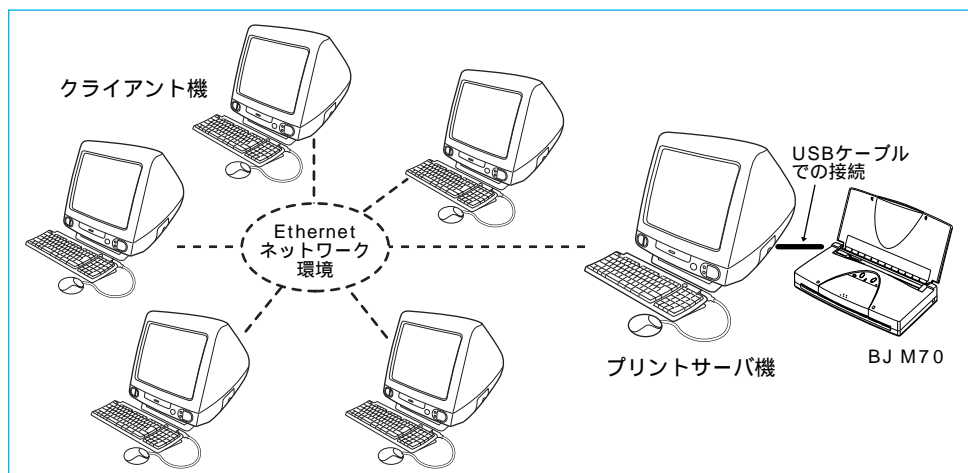 クライアント機
USBケーブル
での接続
Ethernet
ネットワーク
環境
プリントサーバ機
BJ M70